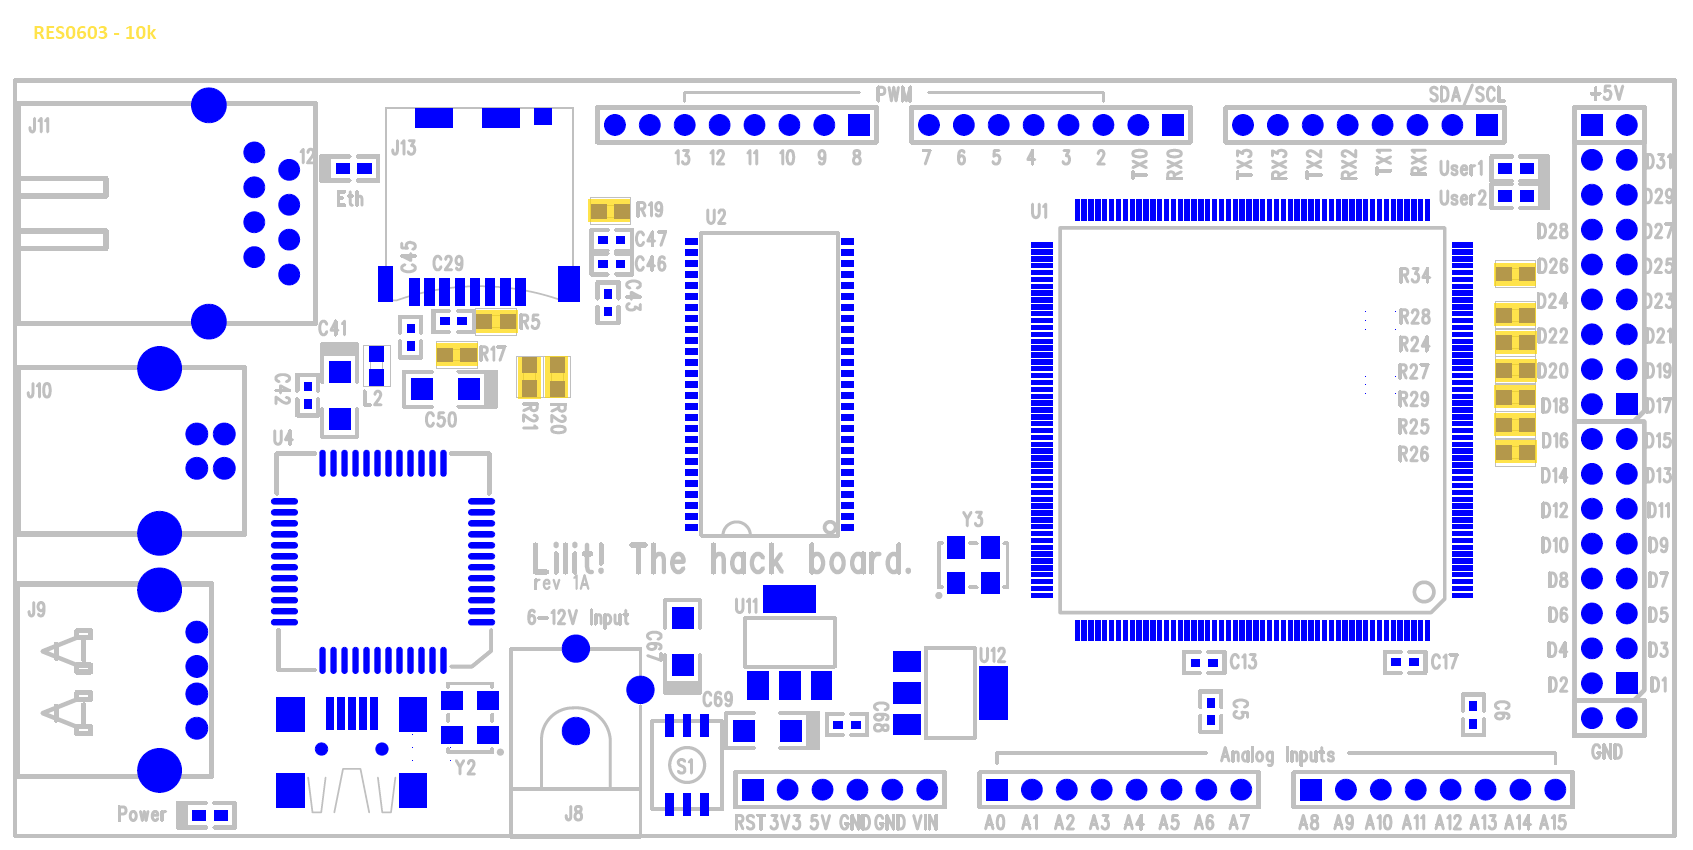 RES0603 - 10k
PWM
SDA/SCL
+5V
J11
12
J13
13 12 11 10 9 8
7 6 5 4 3 2 TX0 RX0
TX3 RX3 TX2 RX2 TX1 RX1
User1
User2
Eth
R19
U2
U1
C47
C46
C45
C29
C43
R5
R17
C41
C42
L2
C50
R21
R20
J10
U4
R34
R28
R24
R27
R29
R25
R26
D31
D29
D28 D27
D26 D25
D24 D23
D22 D21
D20 D19
D18 D17
D16 D15
D14 D13
D12 D11
D10 D9
D8 D7
D6 D5
D4 D3
D2 D1
GND
Y3
Lilit! The hack board.
rev 1A
6-12V Input
J9
U11
C67
U12
C13
C17
C5
C6
C69
C68
Y2
S1
J8
Power
Analog Inputs
RST 3V3 5V GND GND VIN
A0 A1 A2 A3 A4 A5 A6 A7
A8 A9 A10 A11 A12 A13 A14 A15